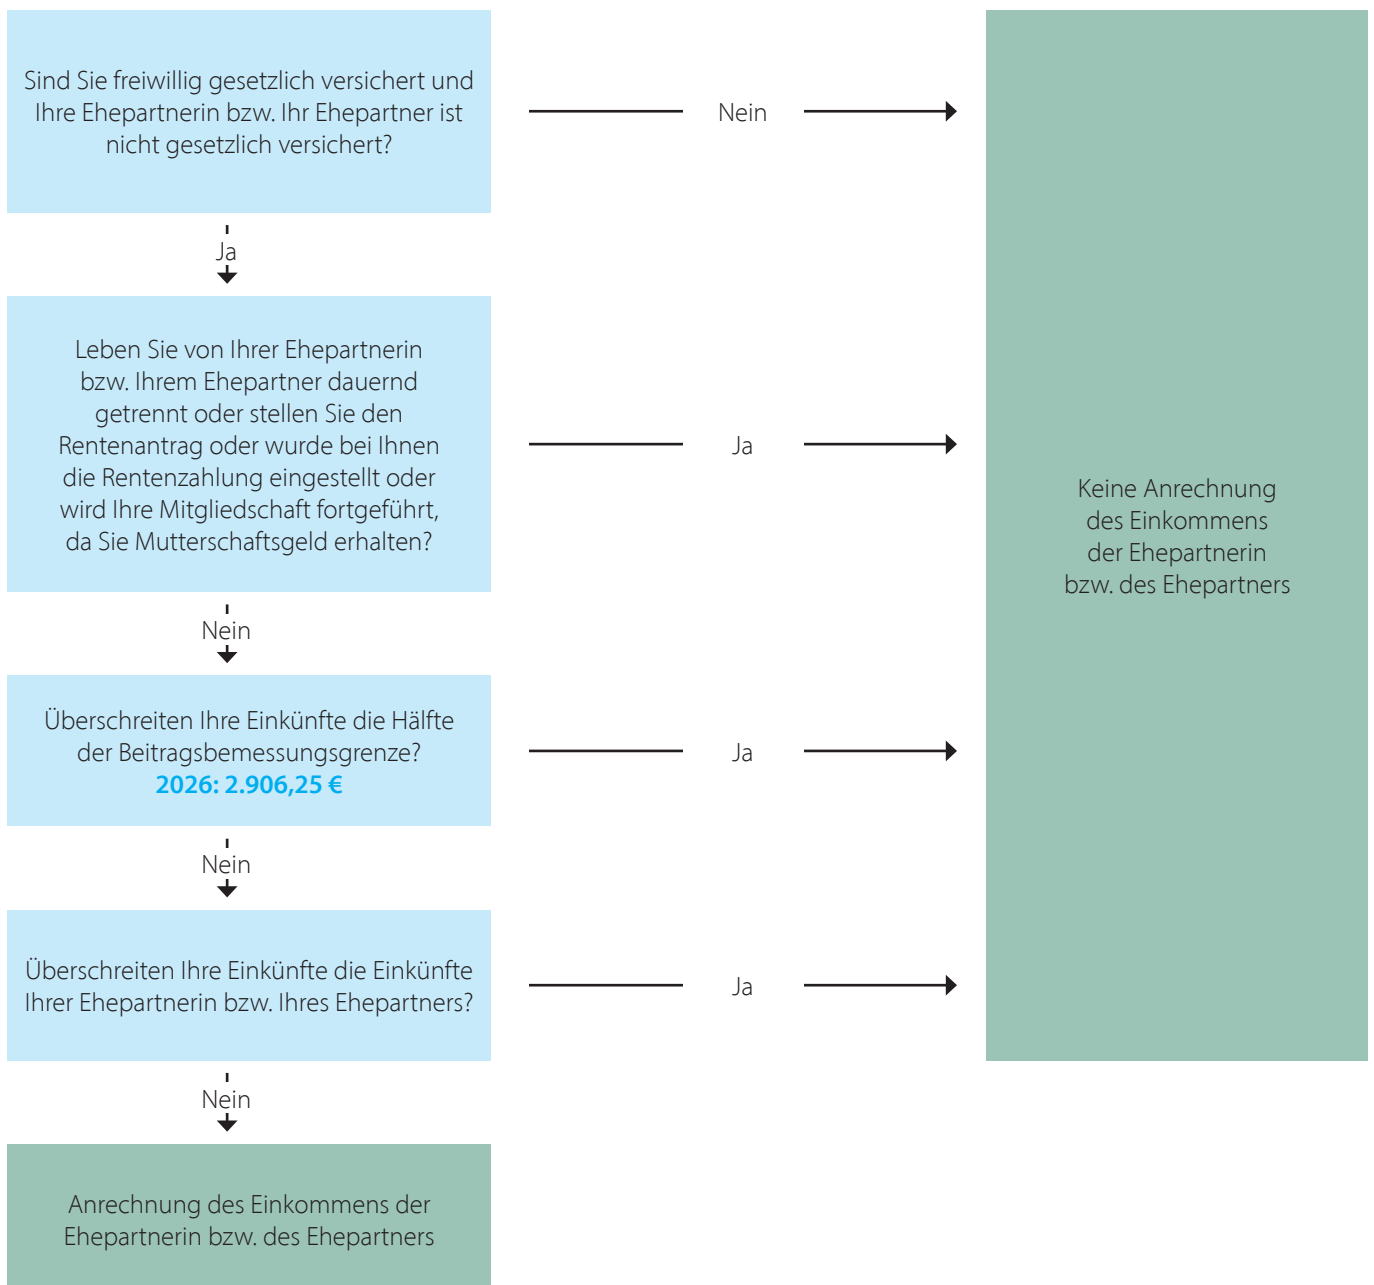 Sind Sie freiwillig gesetzlich versichert und
Ihre Ehepartnerin bzw. Ihr Ehepartner ist
nicht gesetzlich versichert?
Nein
Ja
Leben Sie von Ihrer Ehepartnerin
bzw. Ihrem Ehepartner dauernd
getrennt oder stellen Sie den
Rentenantrag oder wurde bei Ihnen
die Rentenzahlung eingestellt oder
wird Ihre Mitgliedschaft fortgeführt,
da Sie Mutterschaftsgeld erhalten?
Ja
Keine Anrechnung
des Einkommens
der Ehepartnerin
bzw. des Ehepartners
Nein
Überschreiten Ihre Einkünfte die Hälfte
der Beitragsbemessungsgrenze?
2026: 2.906,25 €
Ja
Nein
Überschreiten Ihre Einkünfte die Einkünfte
Ihrer Ehepartnerin bzw. Ihres Ehepartners?
Ja
Nein
Anrechnung des Einkommens der
Ehepartnerin bzw. des Ehepartners